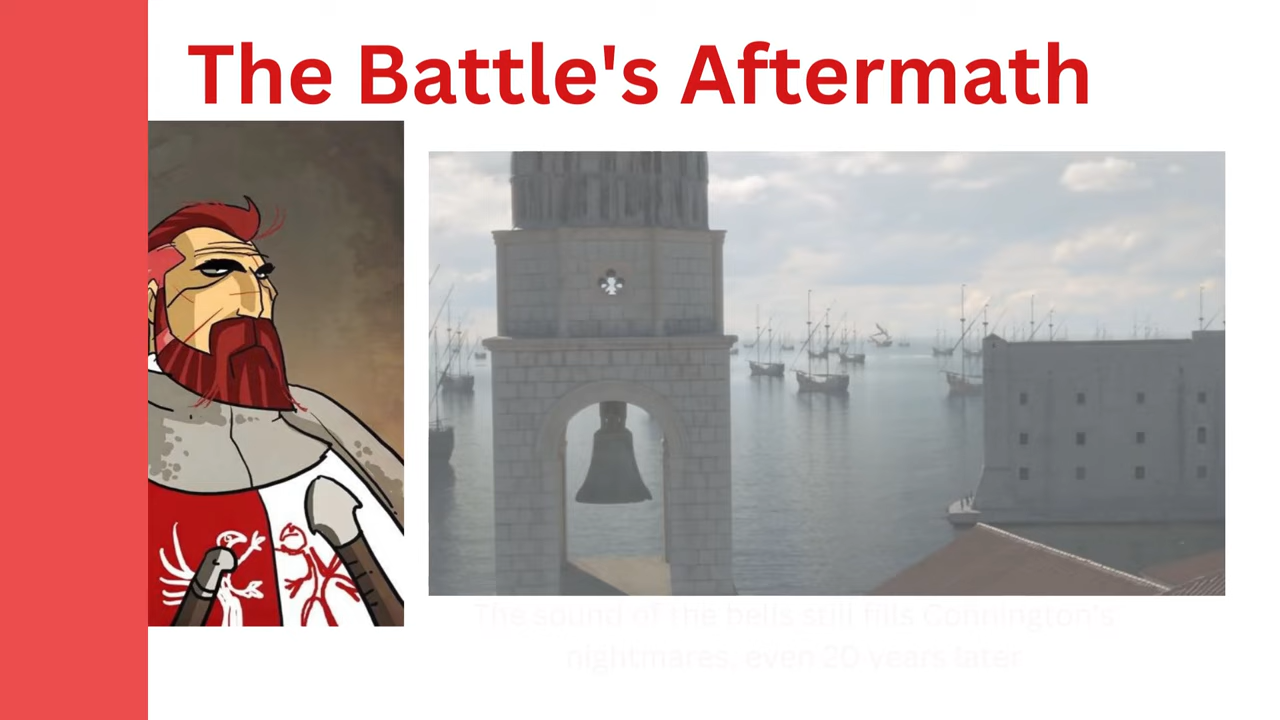 The Battle's Aftermath
The sound of the bells still fills Connington's
nightmares, even 20 years later